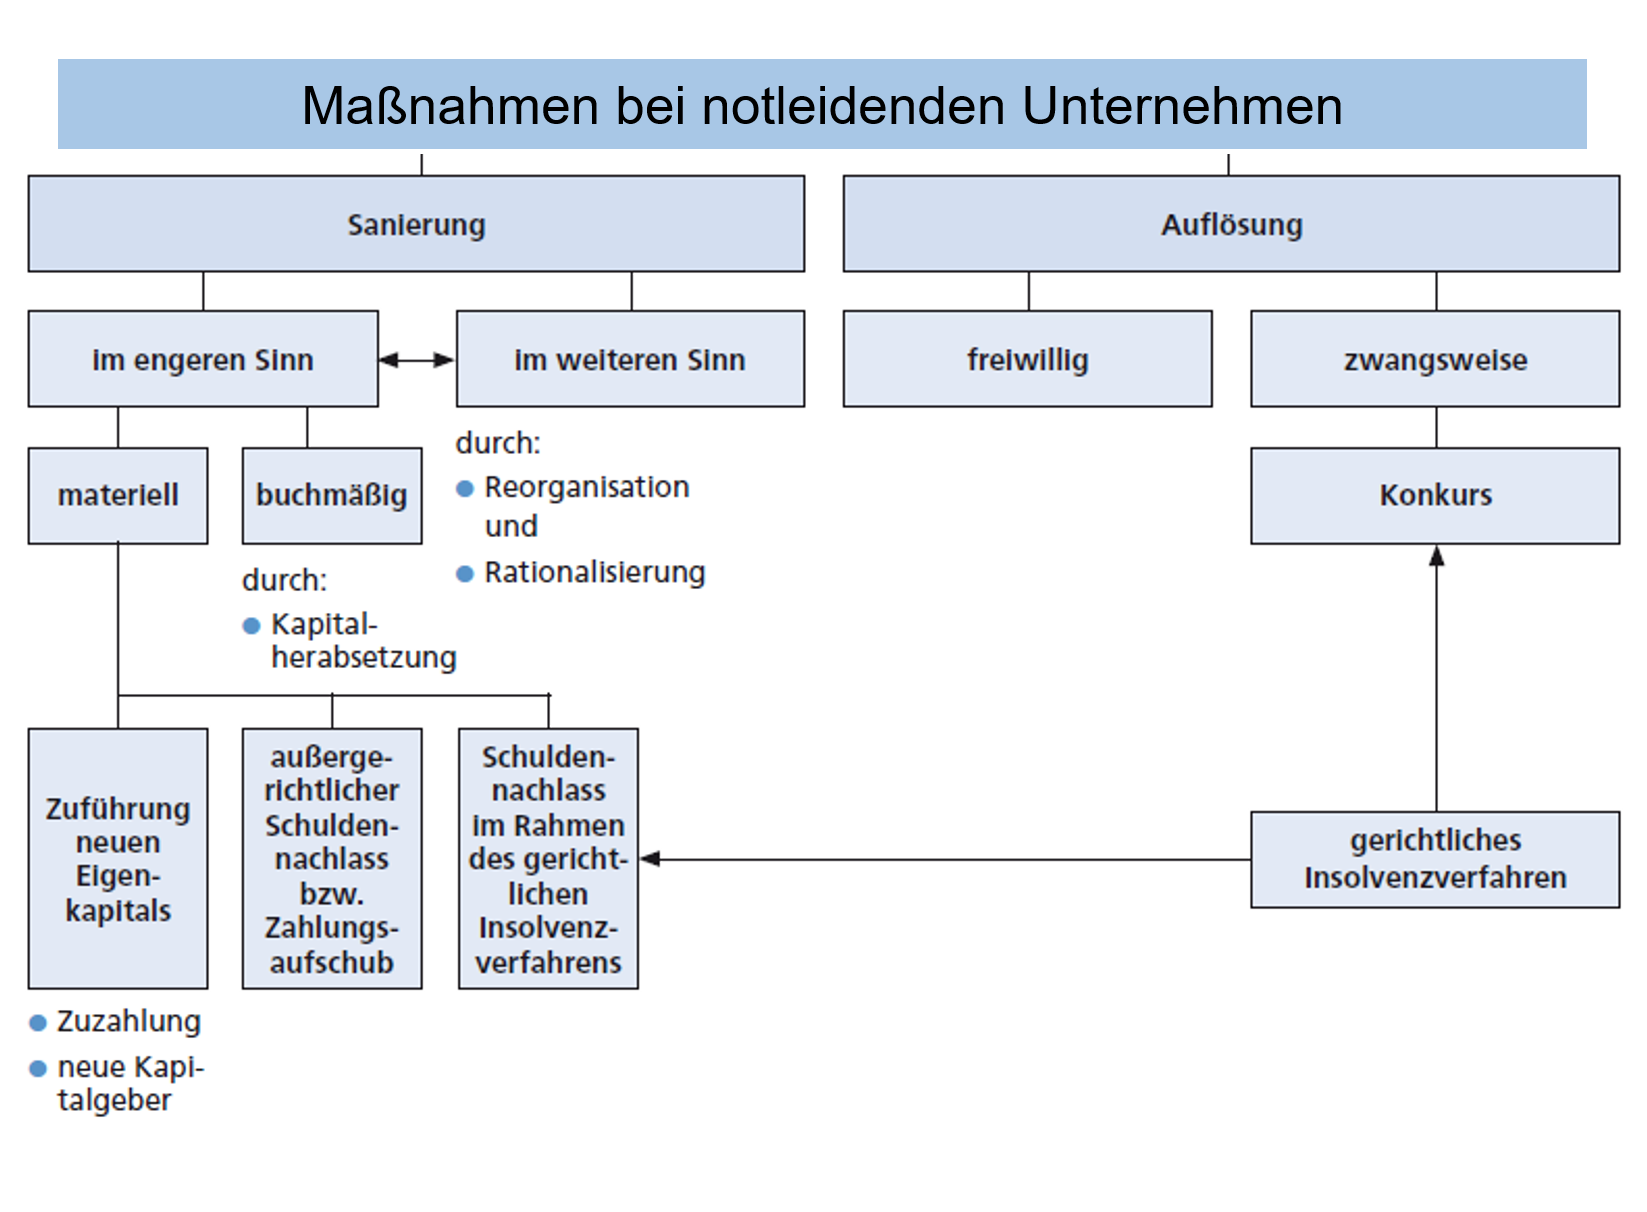 Maßnahmen bei notleidenden Unternehmen
Sanierung
Auflösung
im engeren Sinn
im weiteren Sinn
freiwillig
zwangsweise
materiell
buchmäßig
durch:
Reorganisation
und
Rationalisierung
Konkurs
durch:
Kapital-
herabsetzung
Zuführung
neuen
Eigen-
kapitals
außerge-
richtlicher
Schulden-
nachlass
bzw.
Zahlungs-
aufschub
Schulden-
nachlass
im Rahmen
des gericht-
lichen
Insolvenz-
verfahrens
gerichtliches
Insolvenzverfahren
Zuzahlung
neue Kapi-
talgeber